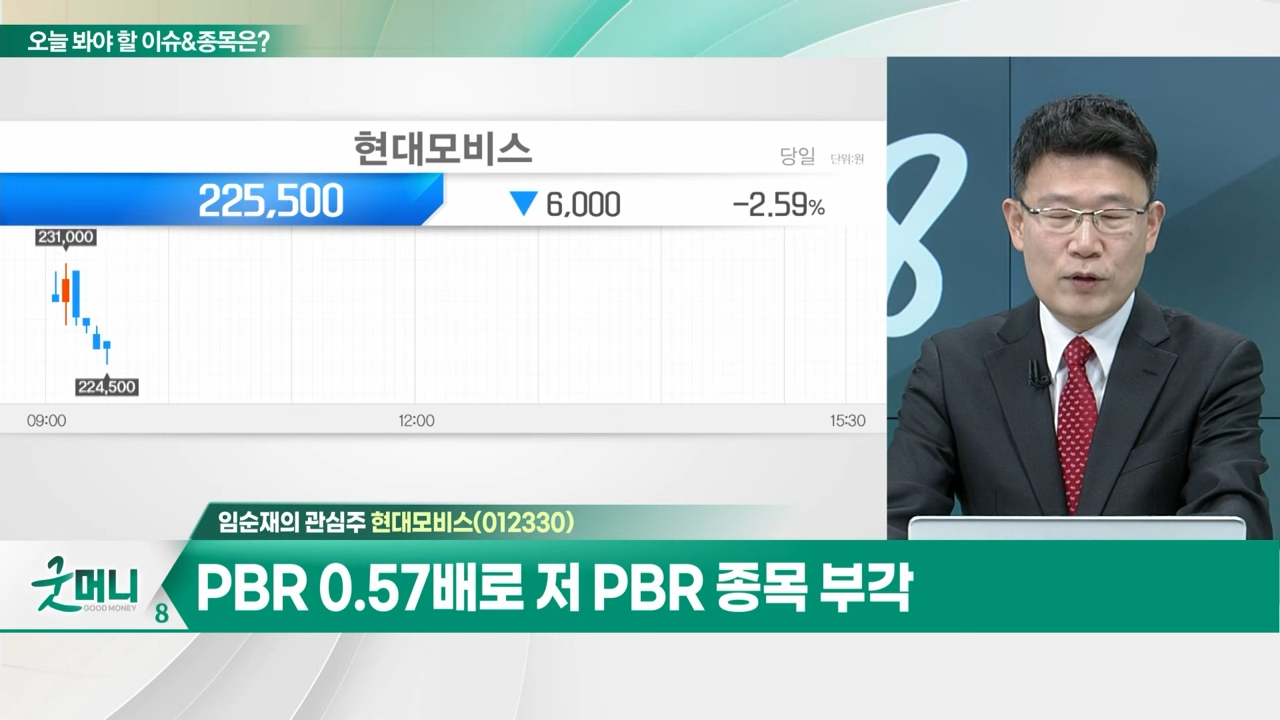 오늘 봐야 할 이슈&종목은?
현대모비스
당일 단위:원
225,500 ▼ 6,000 -2.59%
231,000
224,500
09:00 12:00 15:30
8
임순재의 관심주 현대모비스(012330)
굿머니
GOOD MONEY
8
PBR 0.57배로 저 PBR 종목 부각